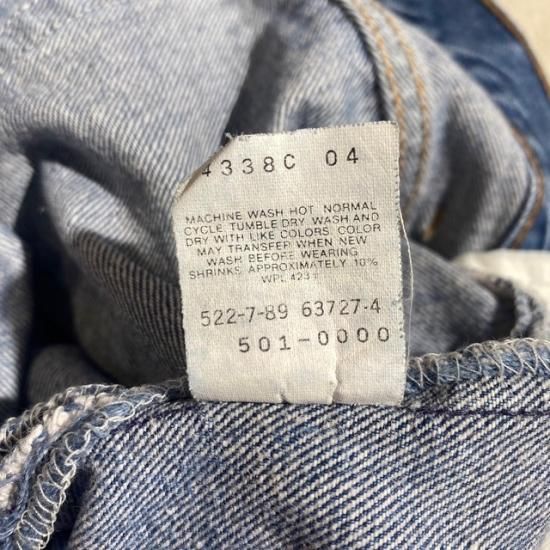 4338C 04
MACHINE WASH HOT, NORMAL
CYCLE, TUMBLE DRY. WASH AND
DRY WITH LIKE COLORS. COLOR
MAY TRANSFER WHEN NEW
WASH BEFORE WEARING
SHRINKS APPROXIMATELY 10%
WPL 423
522-7-89 63727-4
501-0000